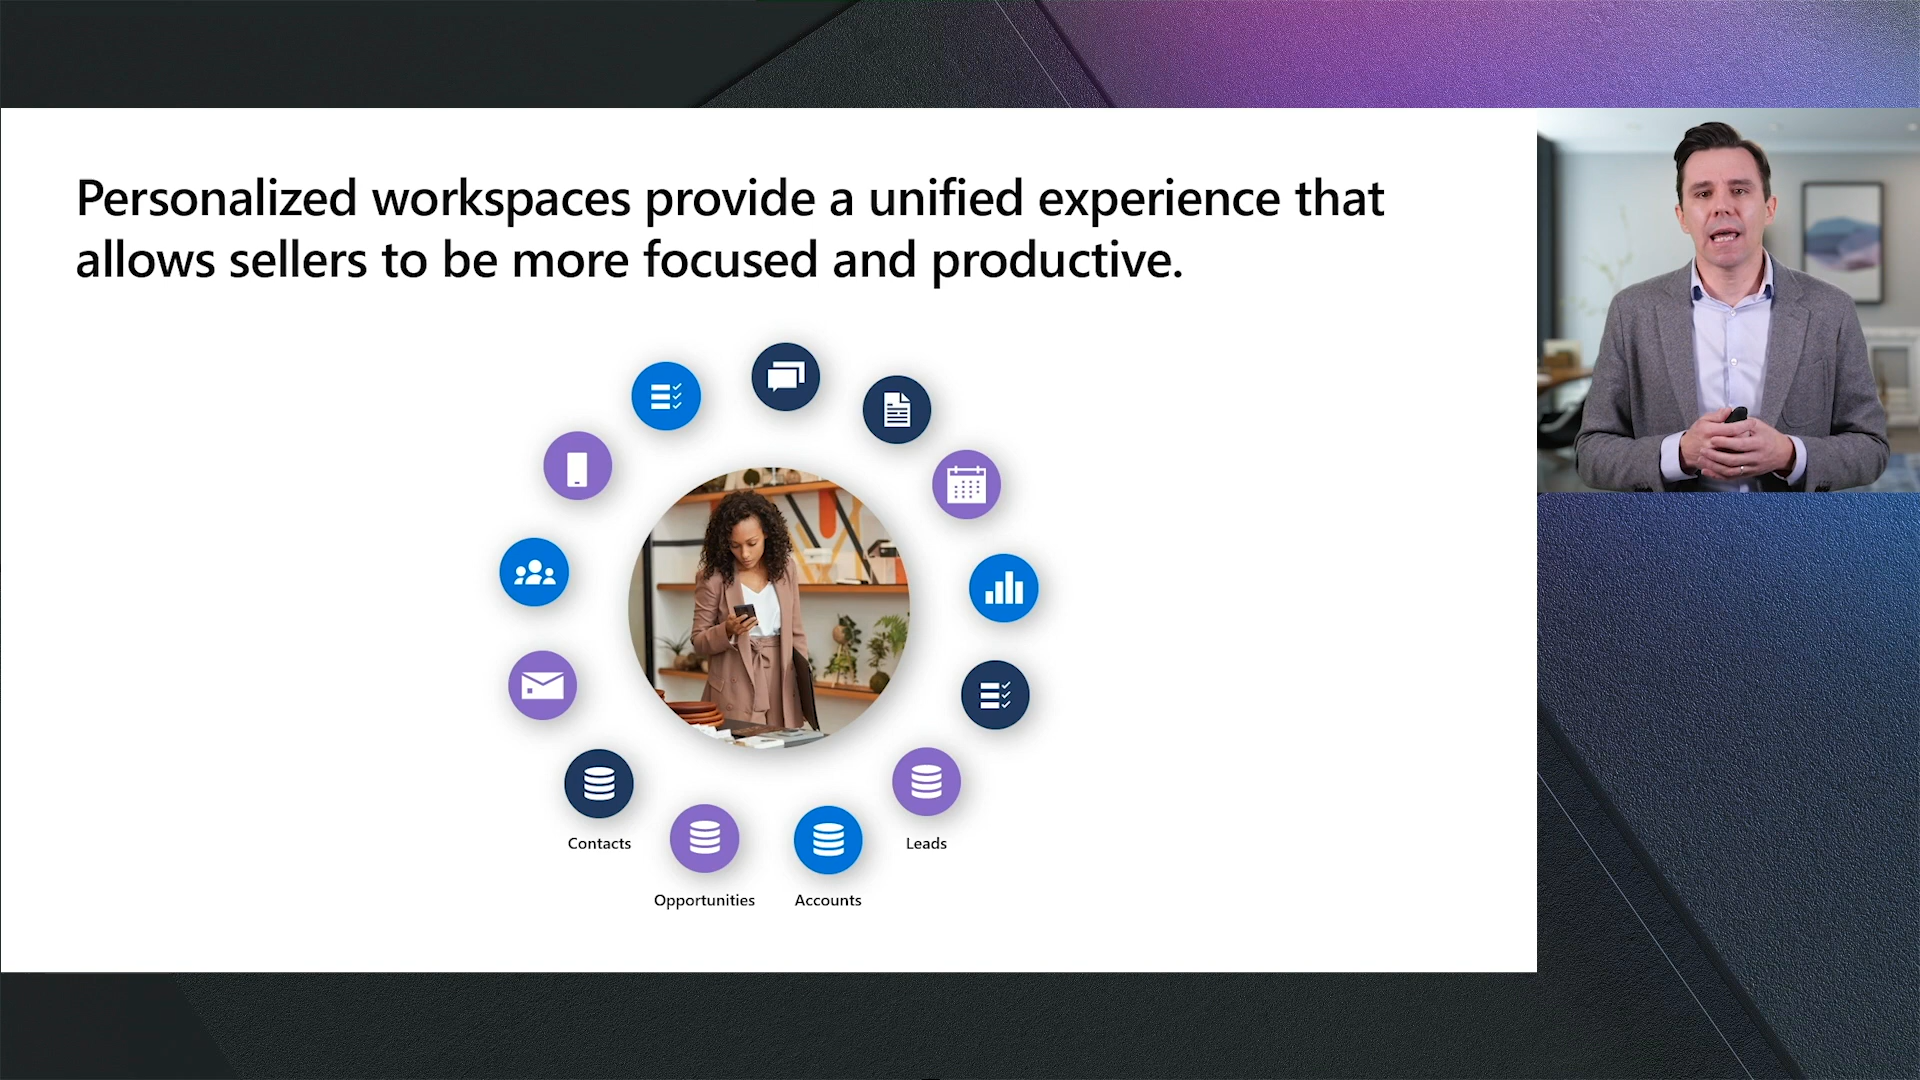 Personalized workspaces provide a unified experience that
allows sellers to be more focused and productive.
Contacts
Leads
Opportunities
Accounts